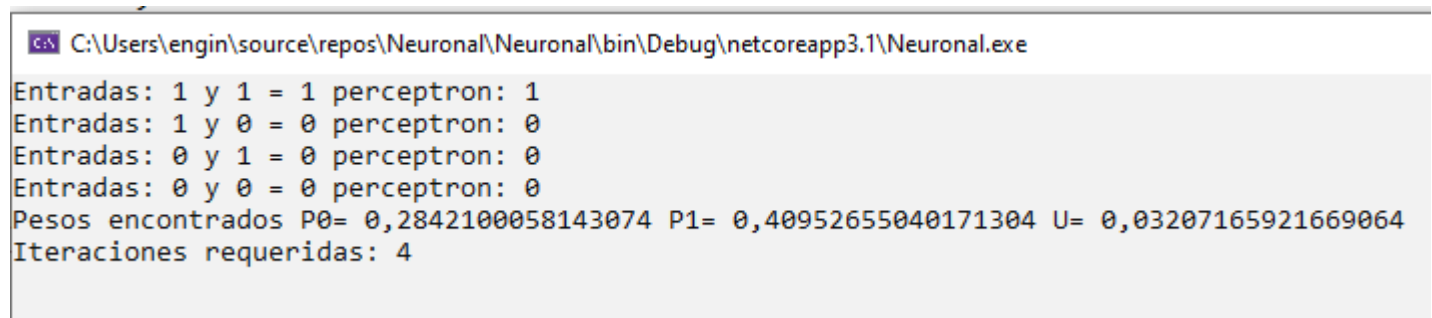 C:\Users\engin\source\repos\Neuronal\Neuronal\bin\Debug\netcoreapp3.1\Neuronal.exe
Entradas: 1 y 1 = 1 perceptron: 1
Entradas: 1 y 0 = 0 perceptron: 0
Entradas: 0 y 1 = 0 perceptron: 0
Entradas: 0 y 0 = 0 perceptron: 0
Pesos encontrados P0= 0,2842100058143074 P1= 0,40952655040171304 U= 0,03207165921669064
Iteraciones requeridas: 4